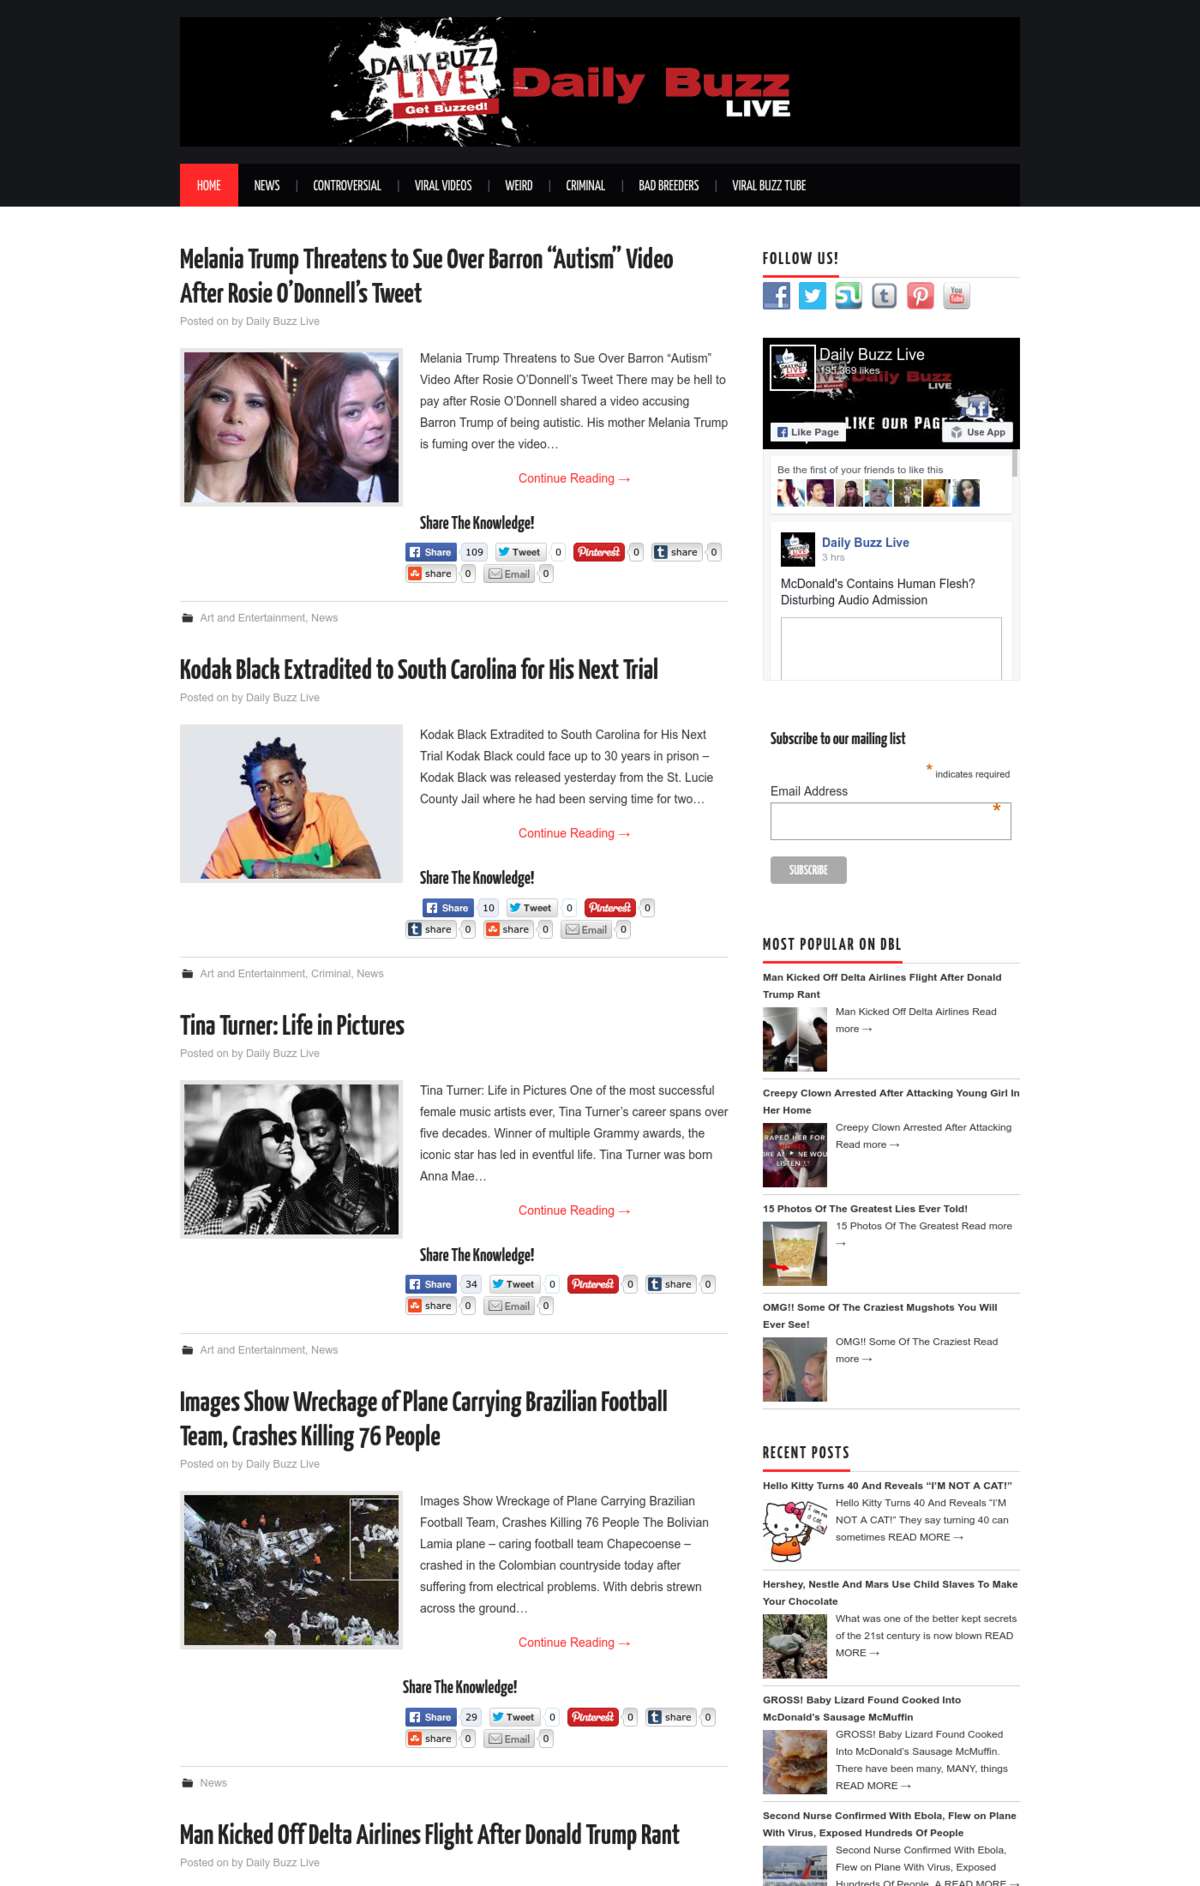 DAILY BUZZ
LIVE
Get Buzzed!
Daily Buzz
LIVE
HOME
NEWS | CONTROVERSIAL | VIRAL VIDEOS | WEIRD | CRIMINAL | BAD BREEDERS | VIRAL BUZZ TUBE
Melania Trump Threatens to Sue Over Barron “Autism” Video
After Rosie O’Donnell’s Tweet
Posted on by Daily Buzz Live
Melania Trump Threatens to Sue Over Barron “Autism”
Video After Rosie O’Donnell’s Tweet There may be hell to
pay after Rosie O’Donnell shared a video accusing
Barron Trump of being autistic. His mother Melania Trump
is fuming over the video…
Continue Reading →
Share The Knowledge!
Share 109 Tweet 0 Pinterest 0 share 0
share 0 Email 0
Art and Entertainment, News
Kodak Black Extradited to South Carolina for His Next Trial
Posted on by Daily Buzz Live
Kodak Black Extradited to South Carolina for His Next
Trial Kodak Black could face up to 30 years in prison –
Kodak Black was released yesterday from the St. Lucie
County Jail where he had been serving time for two…
Continue Reading →
Share The Knowledge!
Share 10 Tweet 0 Pinterest 0
share 0 share 0 Email 0
Art and Entertainment, Criminal, News
Tina Turner: Life in Pictures
Posted on by Daily Buzz Live
Tina Turner: Life in Pictures One of the most successful
female music artists ever, Tina Turner’s career spans over
five decades. Winner of multiple Grammy awards, the
iconic star has led in eventful life. Tina Turner was born
Anna Mae…
Continue Reading →
Share The Knowledge!
Share 34 Tweet 0 Pinterest 0 share 0
share 0 Email 0
Art and Entertainment, News
Images Show Wreckage of Plane Carrying Brazilian Football
Team, Crashes Killing 76 People
Posted on by Daily Buzz Live
Images Show Wreckage of Plane Carrying Brazilian
Football Team, Crashes Killing 76 People The Bolivian
Lamia plane – caring football team Chapecoense –
crashed in the Colombian countryside today after
suffering from electrical problems. With debris strewn
across the ground…
Continue Reading →
Share The Knowledge!
Share 29 Tweet 0 Pinterest 0 share 0
share 0 Email 0
News
Man Kicked Off Delta Airlines Flight After Donald Trump Rant
Posted on by Daily Buzz Live
FOLLOW US!
You
Tube
Daily Buzz Live
likes
Daily Buzz
LIVE
LIKE OUR PAGE
Like Page
Use App
Be the first of your friends to like this
Daily Buzz Live
3 hrs
McDonald's Contains Human Flesh?
Disturbing Audio Admission
Subscribe to our mailing list
* indicates required
Email Address
*
SUBSCRIBE
MOST POPULAR ON DBL
Man Kicked Off Delta Airlines Flight After Donald
Trump Rant
Man Kicked Off Delta Airlines Read
more →
Creepy Clown Arrested After Attacking Young Girl In
Her Home
Creepy Clown Arrested After Attacking
Read more →
15 Photos Of The Greatest Lies Ever Told!
15 Photos Of The Greatest Read more
→
OMG!! Some Of The Craziest Mugshots You Will
Ever See!
OMG!! Some Of The Craziest Read
more →
RECENT POSTS
Hello Kitty Turns 40 And Reveals “I’M NOT A CAT!”
Hello Kitty Turns 40 And Reveals “I’M
NOT A CAT!” They say turning 40 can
sometimes READ MORE →
Hershey, Nestle And Mars Use Child Slaves To Make
Your Chocolate
What was one of the better kept secrets
of the 21st century is now blown READ
MORE →
GROSS! Baby Lizard Found Cooked Into
McDonald’s Sausage McMuffin
GROSS! Baby Lizard Found Cooked
Into McDonald’s Sausage McMuffin.
There have been many, MANY, things
READ MORE →
Second Nurse Confirmed With Ebola, Flew on Plane
With Virus, Exposed Hundreds Of People
Second Nurse Confirmed With Ebola,
Flew on Plane With Virus, Exposed
Hundreds Of People. A READ MORE →